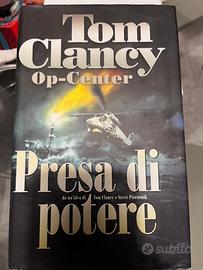 Tom
Clancy
Op-Center
Presa di
potere
da un'idea di Tom Clancy e Steve Pieczenik
subito